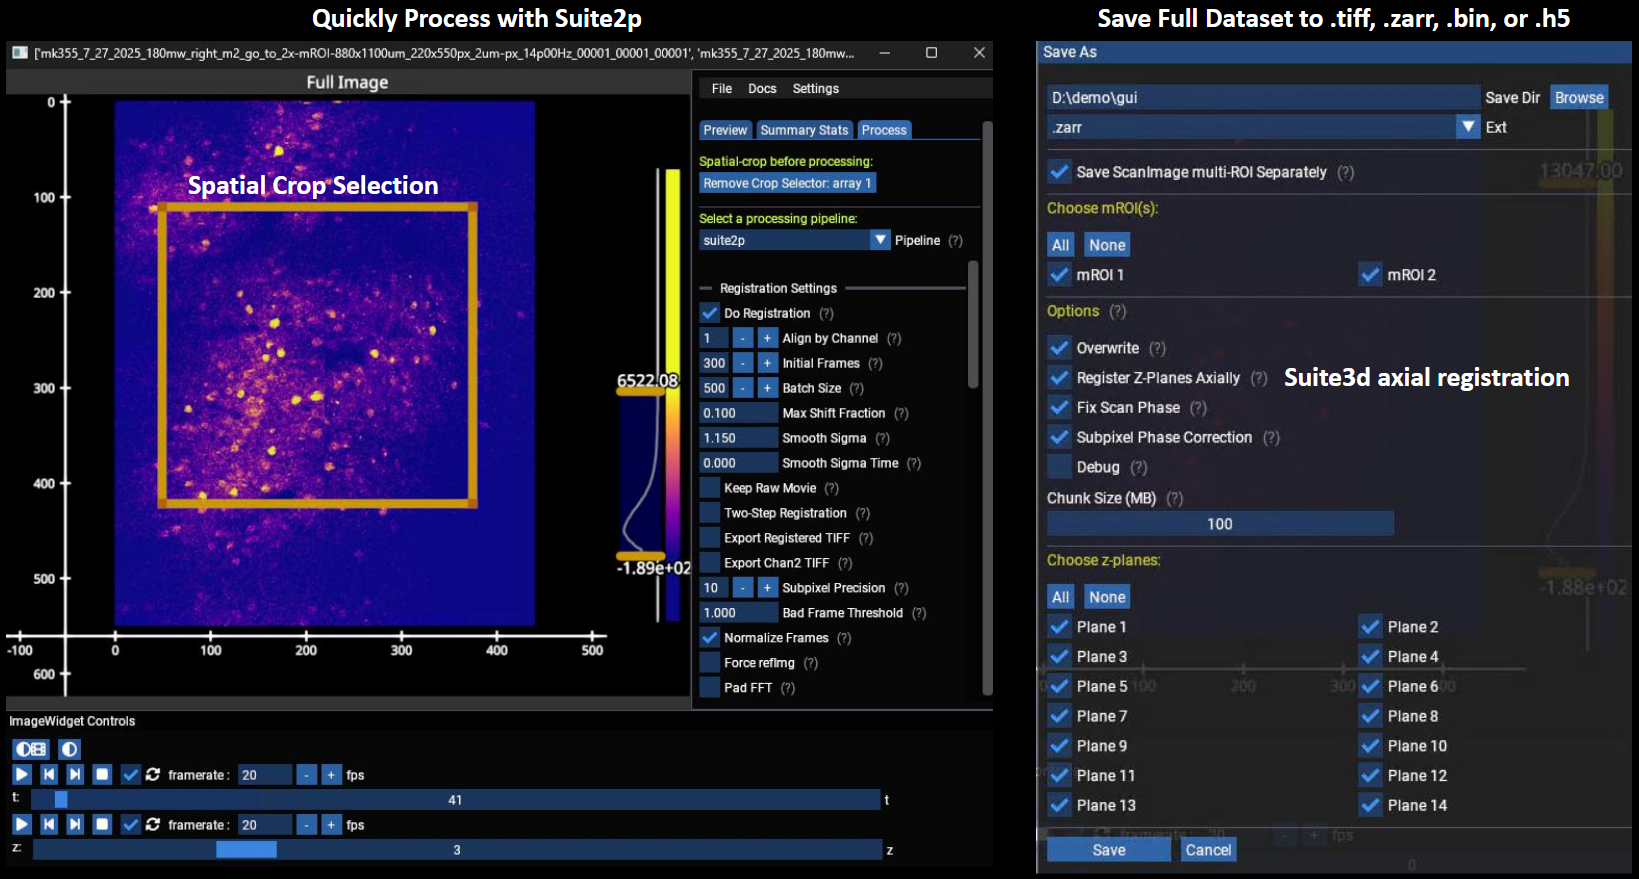 Quickly Process with Suite2p
['mk355_7_27_2025_180mw_right_m2_go_to_2x-mROI-880x1100um_220x550px_2um-px_14p00Hz_00001_00001_00001', 'mk355_7_27_2025_180mw...
Full Image
0
100
200
300
400
500
600
-100
0
100
200
300
400
500
Spatial Crop Selection
6522.08
-1.89e+02
File Docs Settings
Preview Summary Stats Process
Spatial-crop before processing:
Remove Crop Selector: array 1
Select a processing pipeline:
suite2p Pipeline (?)
Registration Settings
Do Registration (?)
1 - + Align by Channel (?)
300 - + Initial Frames (?)
500 - + Batch Size (?)
0.100 Max Shift Fraction (?)
1.150 Smooth Sigma (?)
0.000 Smooth Sigma Time (?)
Keep Raw Movie (?)
Two-Step Registration (?)
Export Registered TIFF (?)
Export Chan2 TIFF (?)
10 - + Subpixel Precision (?)
1.000 Bad Frame Threshold (?)
Normalize Frames (?)
Force refImg (?)
Pad FFT (?)
ImageWidget Controls
framerate: 20 - + fps
t: 41 t
framerate: 20 - + fps
z: 3 z
Save Full Dataset to .tiff, .zarr, .bin, or .h5
Save As
D:\demo\gui Save Dir Browse
.zarr Ext
Save ScanImage multi-ROI Separately (?)
13047.00
Choose mROI(s):
All None
mROI 1 mROI 2
Options (?)
Overwrite (?)
Register Z-Planes Axially (?)
Suite3d axial registration
Fix Scan Phase (?)
Subpixel Phase Correction (?)
Debug (?)
Chunk Size (MB) (?)
100
Choose z-planes:
-1.88e+02
All None
Plane 1 Plane 2
Plane 3 Plane 4
Plane 5 Plane 6
100 200 300
Plane 7 Plane 8
Plane 9 Plane 10
Plane 11 Plane 12
Plane 13 Plane 14
framerate: 20 - + fps
Save Cancel
0